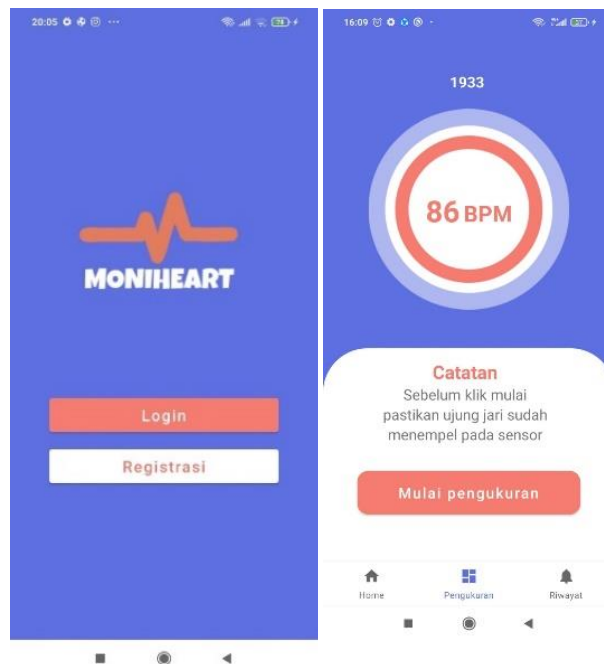 20:05
MONIHEART
Login
Registrasi
16:09
1933
86 BPM
Catatan
Sebelum klik mulai
pastikan ujung jari sudah
menempel pada sensor
Mulai pengukuran
Home Pengukuran Riwayat